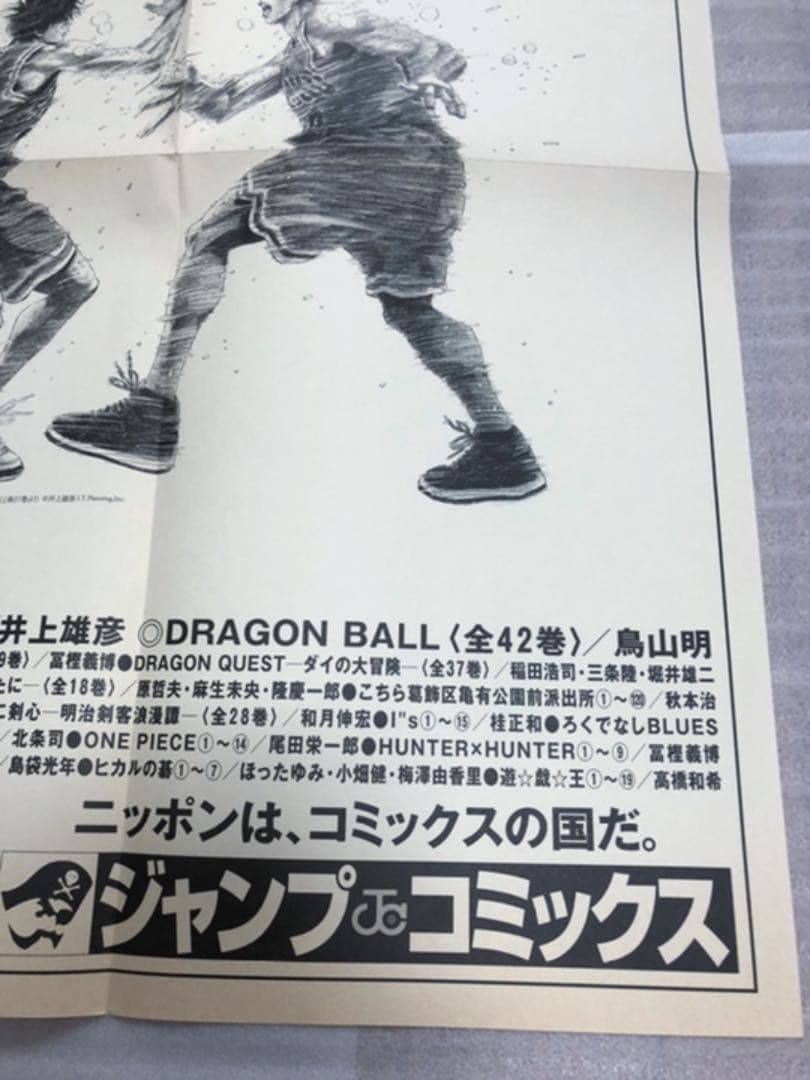 井上雄彦 ◎DRAGON BALL〈全42巻〉／鳥山明
9巻〉／冨樫義博●DRAGON QUEST―ダイの大冒険―〈全37巻〉／稲田浩司・三条陸・堀井雄二
たに―〈全18巻〉／原哲夫・麻生未央・隆慶一郎●こちら葛飾区亀有公園前派出所①〜⑳／秋本治
に剣心―明治剣客浪漫譚―〈全28巻〉／和月伸宏●I"s①〜⑮／桂正和●ろくでなしBLUES
／北条司●ONE PIECE①〜⑭／尾田栄一郎●HUNTER×HUNTER①〜⑨／冨樫義博
／島袋光年●ヒカルの碁①〜⑦／ほったゆみ・小畑健・梅澤由香里●遊☆戯☆王①〜⑲／高橋和希
ニッポンは、コミックスの国だ。
ジャンプ JC コミックス